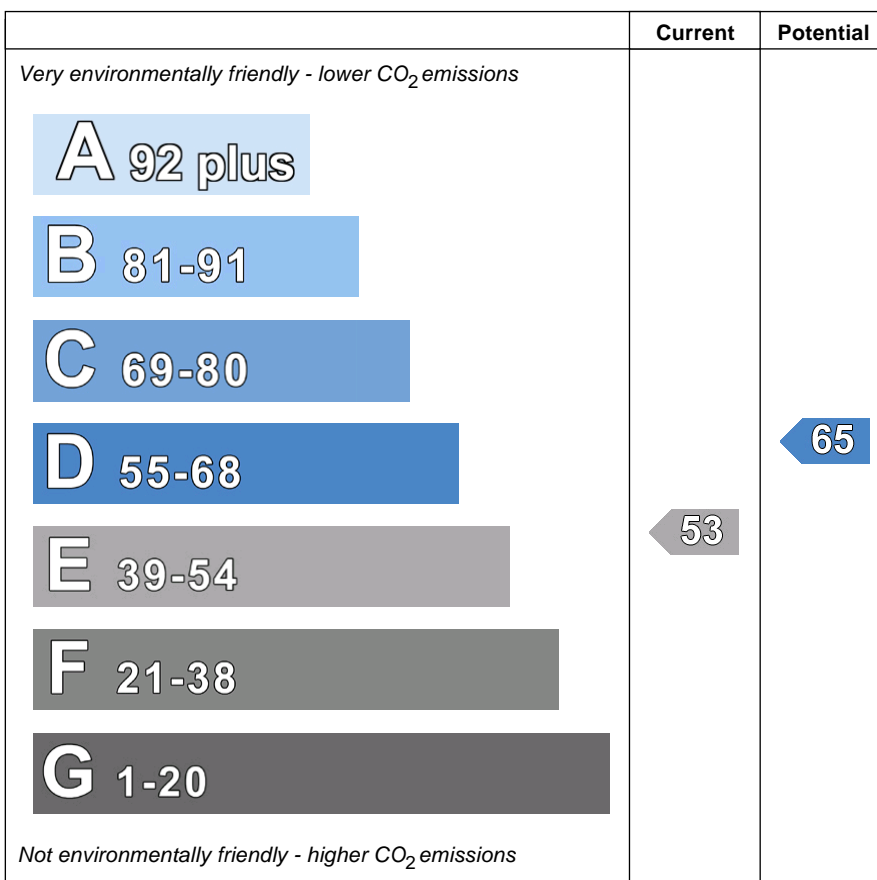 Current Potential
Very environmentally friendly - lower CO2 emissions
A 92 plus
B 81-91
C 69-80
D 55-68
65
E 39-54
53
F 21-38
G 1-20
Not environmentally friendly - higher CO2 emissions